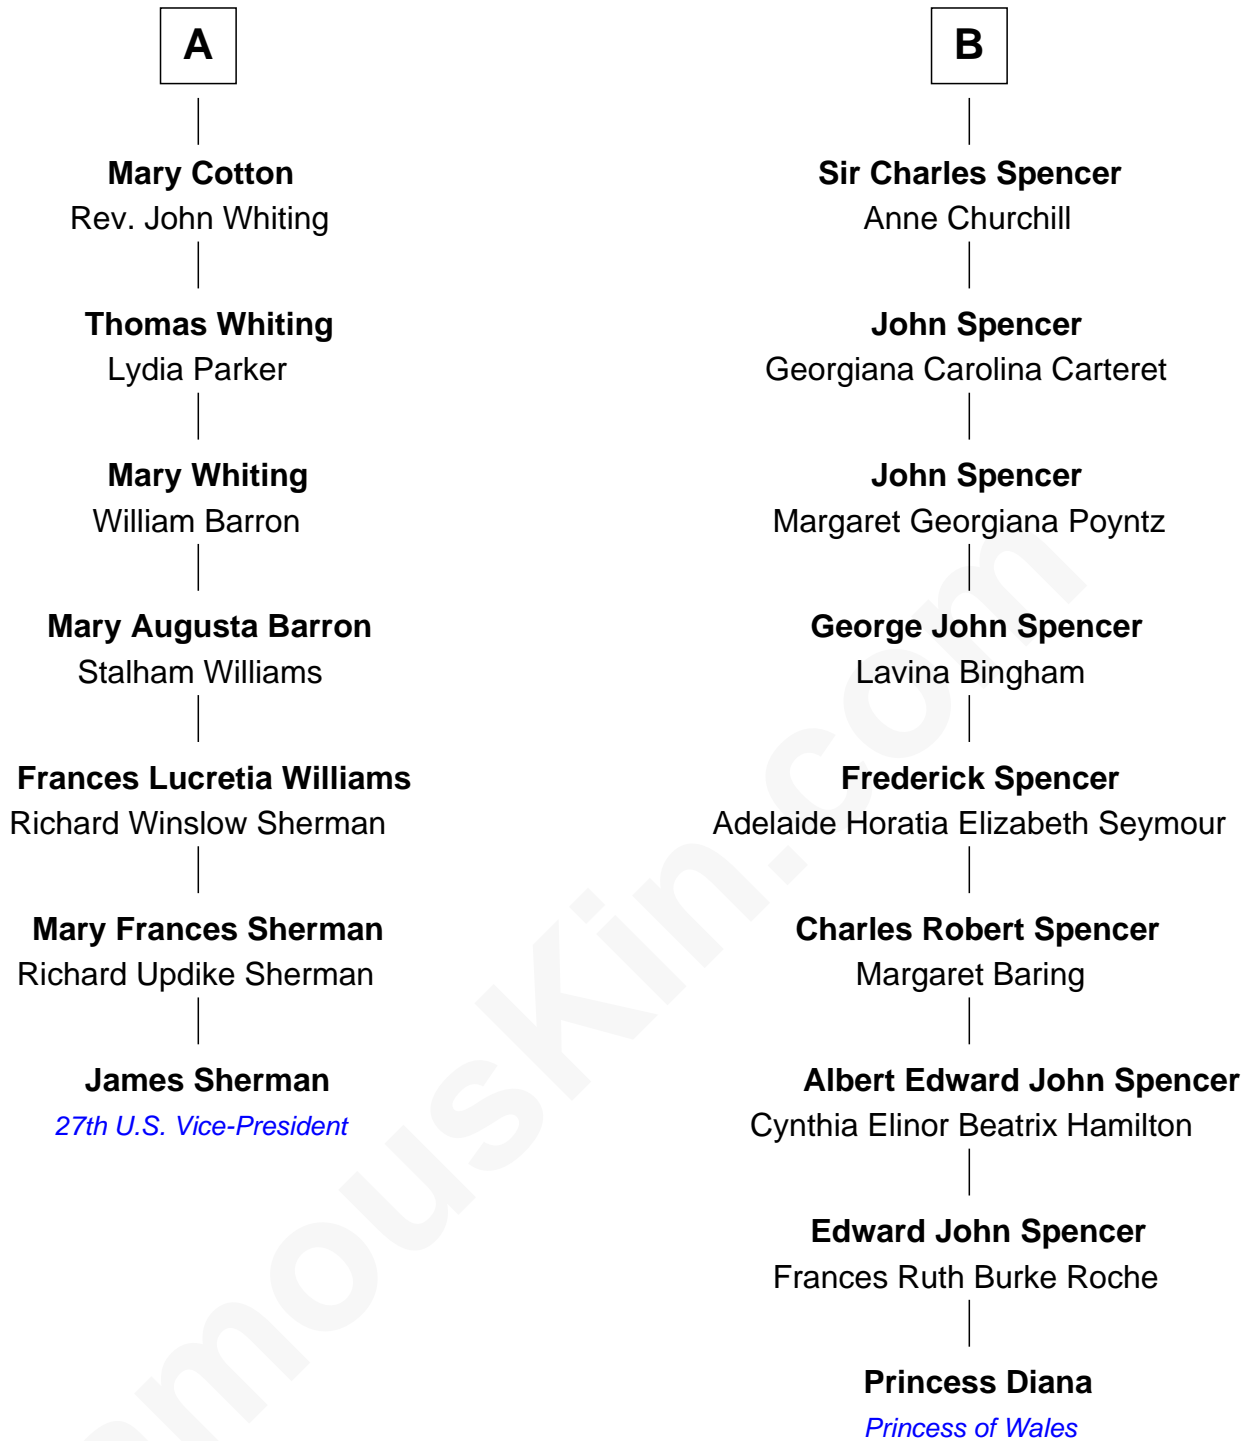 A
Mary Cotton
Rev. John Whiting
Thomas Whiting
Lydia Parker
Mary Whiting
William Barron
Mary Augusta Barron
Stalham Williams
Frances Lucretia Williams
Richard Winslow Sherman
Mary Frances Sherman
Richard Updike Sherman
James Sherman
27th U.S. Vice-President
B
Sir Charles Spencer
Anne Churchill
John Spencer
Georgiana Carolina Carteret
John Spencer
Margaret Georgiana Poyntz
George John Spencer
Lavina Bingham
Frederick Spencer
Adelaide Horatia Elizabeth Seymour
Charles Robert Spencer
Margaret Baring
Albert Edward John Spencer
Cynthia Elinor Beatrix Hamilton
Edward John Spencer
Frances Ruth Burke Roche
Princess Diana
Princess of Wales
amouskin.com